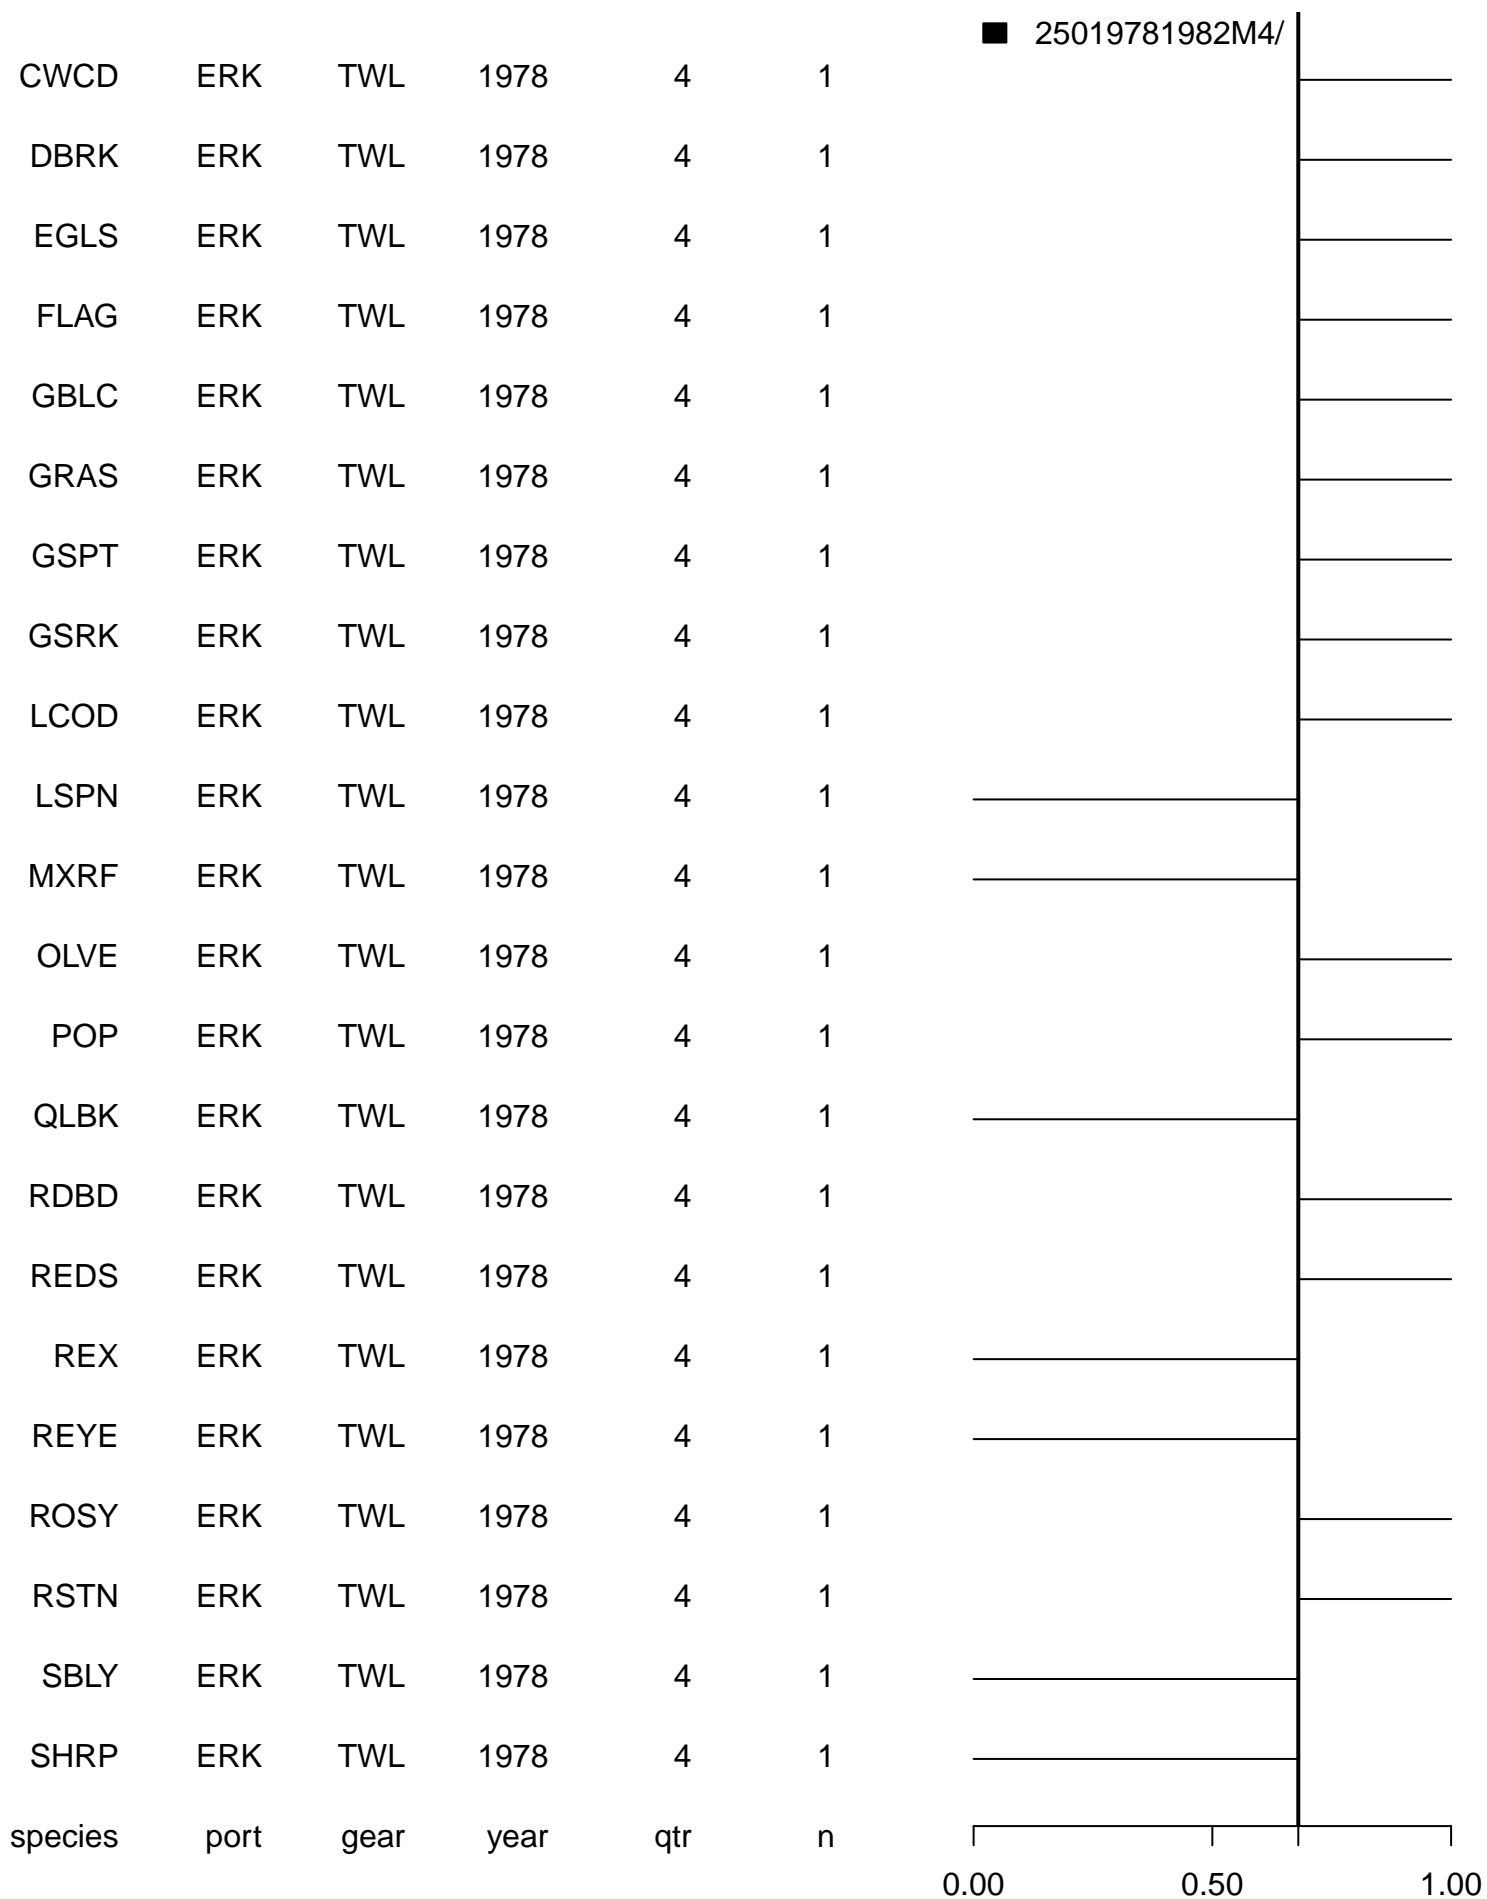 25019781982M4/
CWCD ERK TWL 1978 4 1
DBRK ERK TWL 1978 4 1
EGLS ERK TWL 1978 4 1
FLAG ERK TWL 1978 4 1
GBLC ERK TWL 1978 4 1
GRAS ERK TWL 1978 4 1
GSPT ERK TWL 1978 4 1
GSRK ERK TWL 1978 4 1
LCOD ERK TWL 1978 4 1
LSPN ERK TWL 1978 4 1
MXRF ERK TWL 1978 4 1
OLVE ERK TWL 1978 4 1
POP ERK TWL 1978 4 1
QLBK ERK TWL 1978 4 1
RDBD ERK TWL 1978 4 1
REDS ERK TWL 1978 4 1
REX ERK TWL 1978 4 1
REYE ERK TWL 1978 4 1
ROSY ERK TWL 1978 4 1
RSTN ERK TWL 1978 4 1
SBLY ERK TWL 1978 4 1
SHRP ERK TWL 1978 4 1
species port gear year qtr n
0.00 0.50 1.00